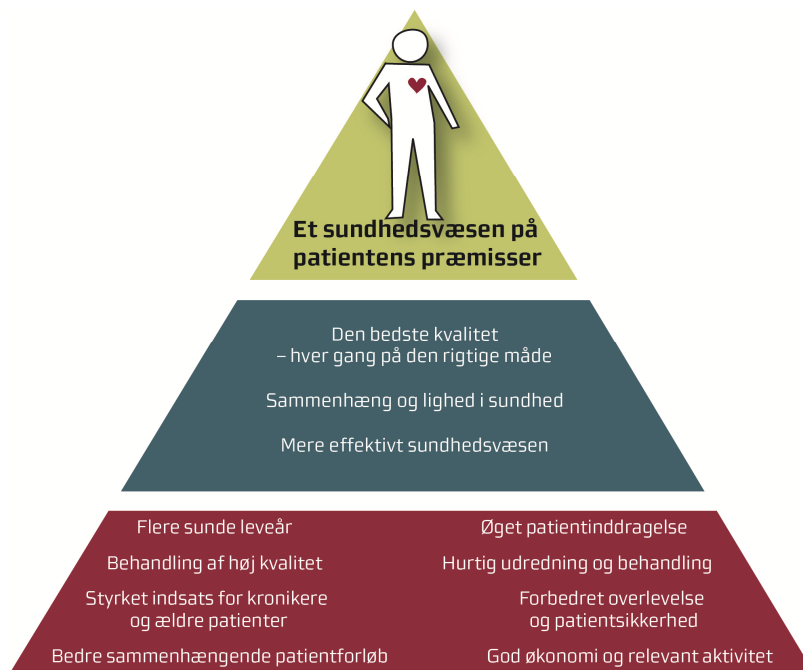 Et sundhedsvæsen på
patientens præmisser
Den bedste kvalitet
– hver gang på den rigtige måde
Sammenhæng og lighed i sundhed
Mere effektivt sundhedsvæsen
Flere sunde leveår
Behandling af høj kvalitet
Styrket indsats for kronikere
og ældre patienter
Bedre sammenhængende patientforløb
Øget patientinddragelse
Hurtig udredning og behandling
Forbedret overlevelse
og patientsikkerhed
God økonomi og relevant aktivitet